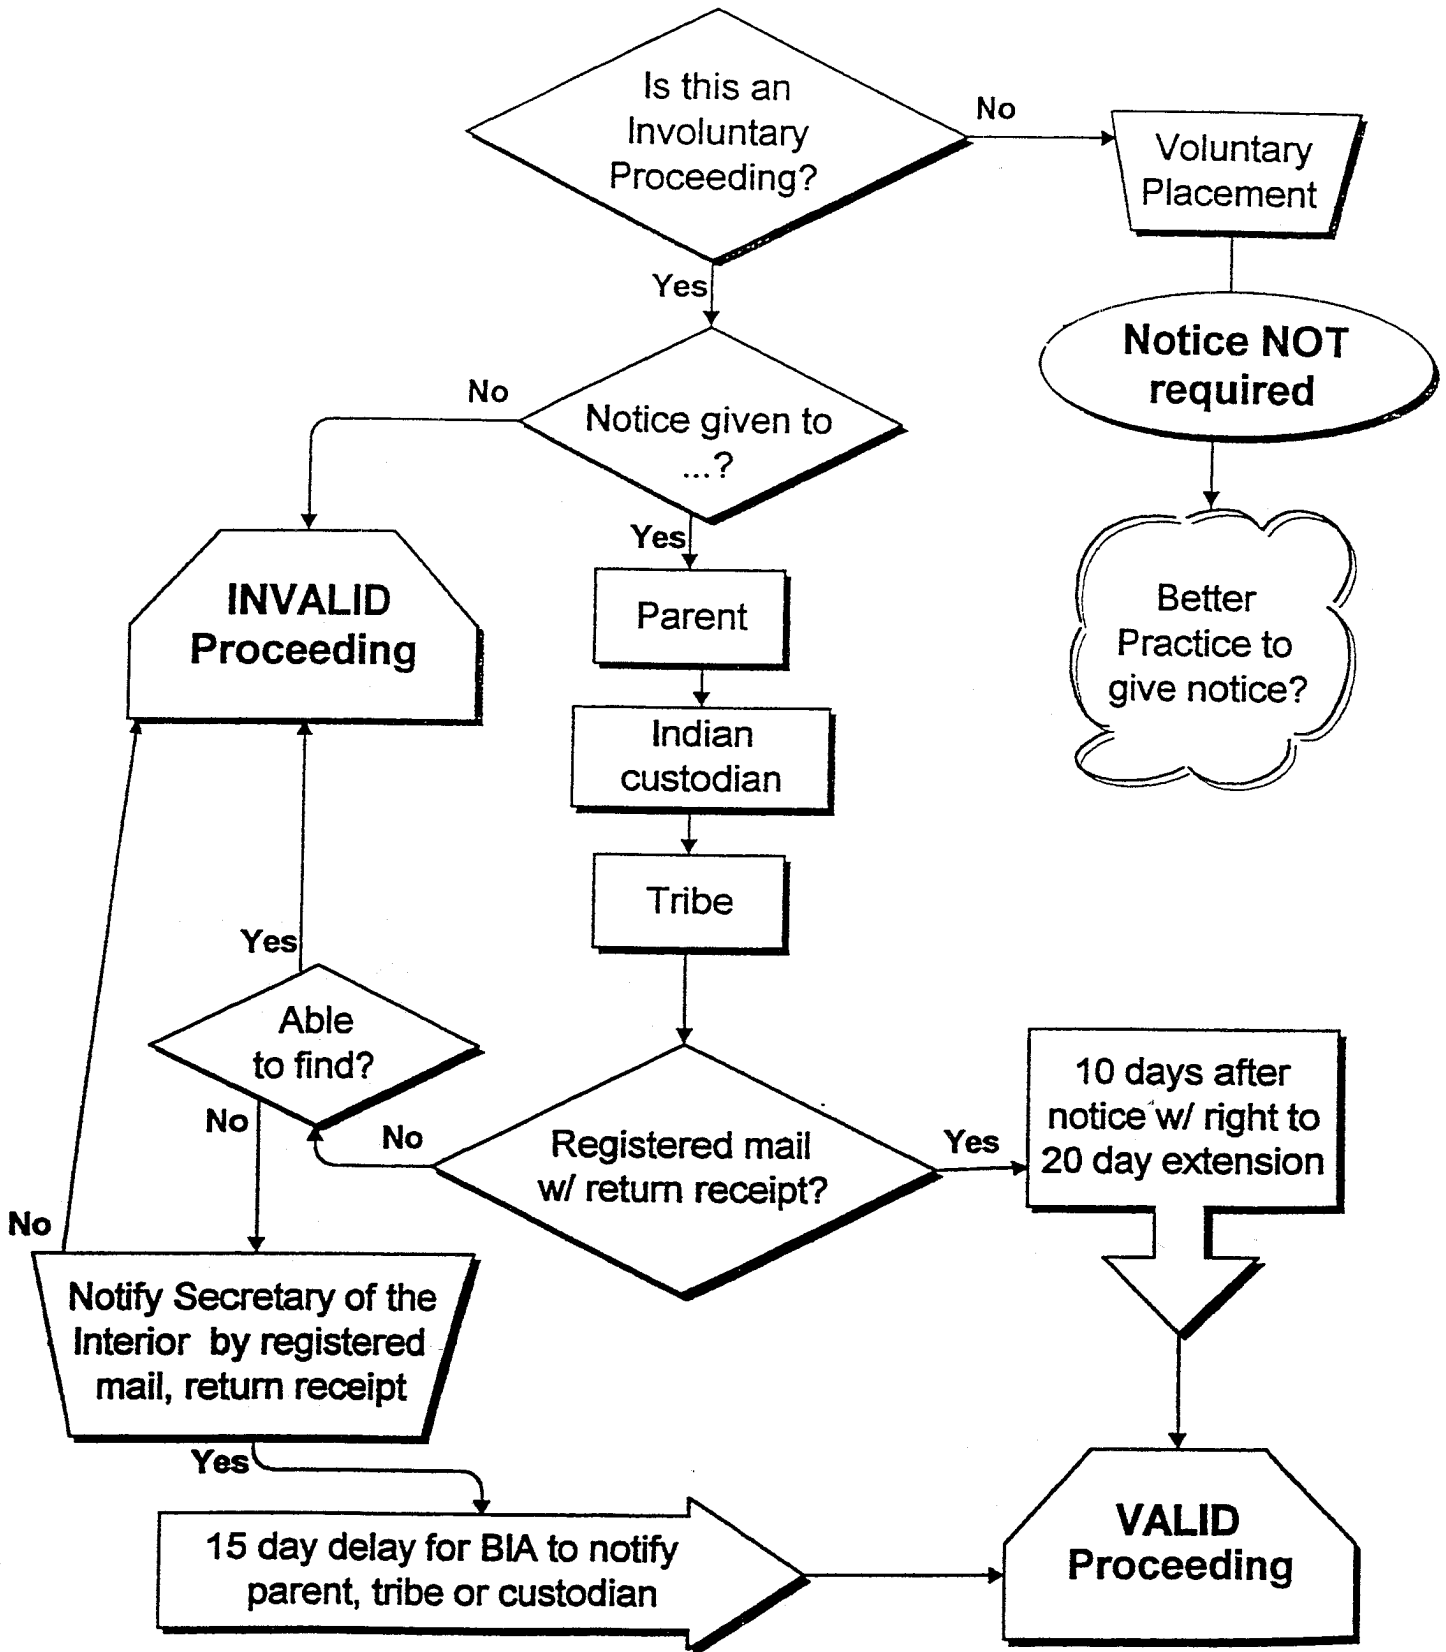 Is this an
Involuntary
Proceeding?
No
Voluntary
Placement
Yes
Notice NOT
required
No
Notice given to
...?
Better
Practice to
give notice?
Yes
INVALID
Proceeding
Parent
Indian
custodian
Tribe
Yes
Able
to find?
No
No
Registered mail
w/ return receipt?
Yes
10 days after
notice w/ right to
20 day extension
No
Notify Secretary of the
Interior by registered
mail, return receipt
Yes
15 day delay for BIA to notify
parent, tribe or custodian
VALID
Proceeding